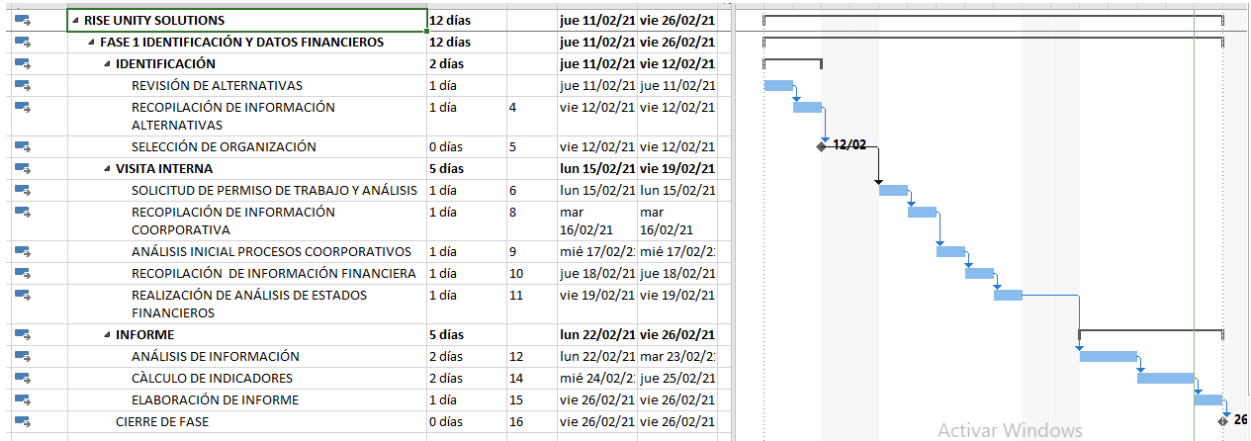 RISE UNITY SOLUTIONS 12 días jue 11/02/21 vie 26/02/21
FASE 1 IDENTIFICACIÓN Y DATOS FINANCIEROS 12 días jue 11/02/21 vie 26/02/21
IDENTIFICACIÓN 2 días jue 11/02/21 vie 12/02/21
REVISIÓN DE ALTERNATIVAS 1 día jue 11/02/21 jue 11/02/21
RECOPILACIÓN DE INFORMACIÓN 1 día 4 vie 12/02/21 vie 12/02/21
ALTERNATIVAS
SELECCIÓN DE ORGANIZACIÓN 0 días 5 vie 12/02/21 vie 12/02/21 12/02
VISITA INTERNA 5 días lun 15/02/21 vie 19/02/21
SOLICITUD DE PERMISO DE TRABAJO Y ANÁLISIS 1 día 6 lun 15/02/21 lun 15/02/21
RECOPILACIÓN DE INFORMACIÓN 1 día 8 mar mar
COORPORATIVA 16/02/21 16/02/21
ANÁLISIS INICIAL PROCESOS COORPORATIVOS 1 día 9 mié 17/02/2 mié 17/02/2
RECOPILACIÓN DE INFORMACIÓN FINANCIERA 1 día 10 jue 18/02/21 jue 18/02/21
REALIZACIÓN DE ANÁLISIS DE ESTADOS 1 día 11 vie 19/02/21 vie 19/02/21
FINANCIEROS
INFORME 5 días lun 22/02/21 vie 26/02/21
ANÁLISIS DE INFORMACIÓN 2 días 12 lun 22/02/21 mar 23/02/2
CÀLCULO DE INDICADORES 2 días 14 mié 24/02/2 jue 25/02/21
ELABORACIÓN DE INFORME 1 día 15 vie 26/02/21 vie 26/02/21
CIERRE DE FASE 0 días 16 vie 26/02/21 vie 26/02/21 26
Activar Windows